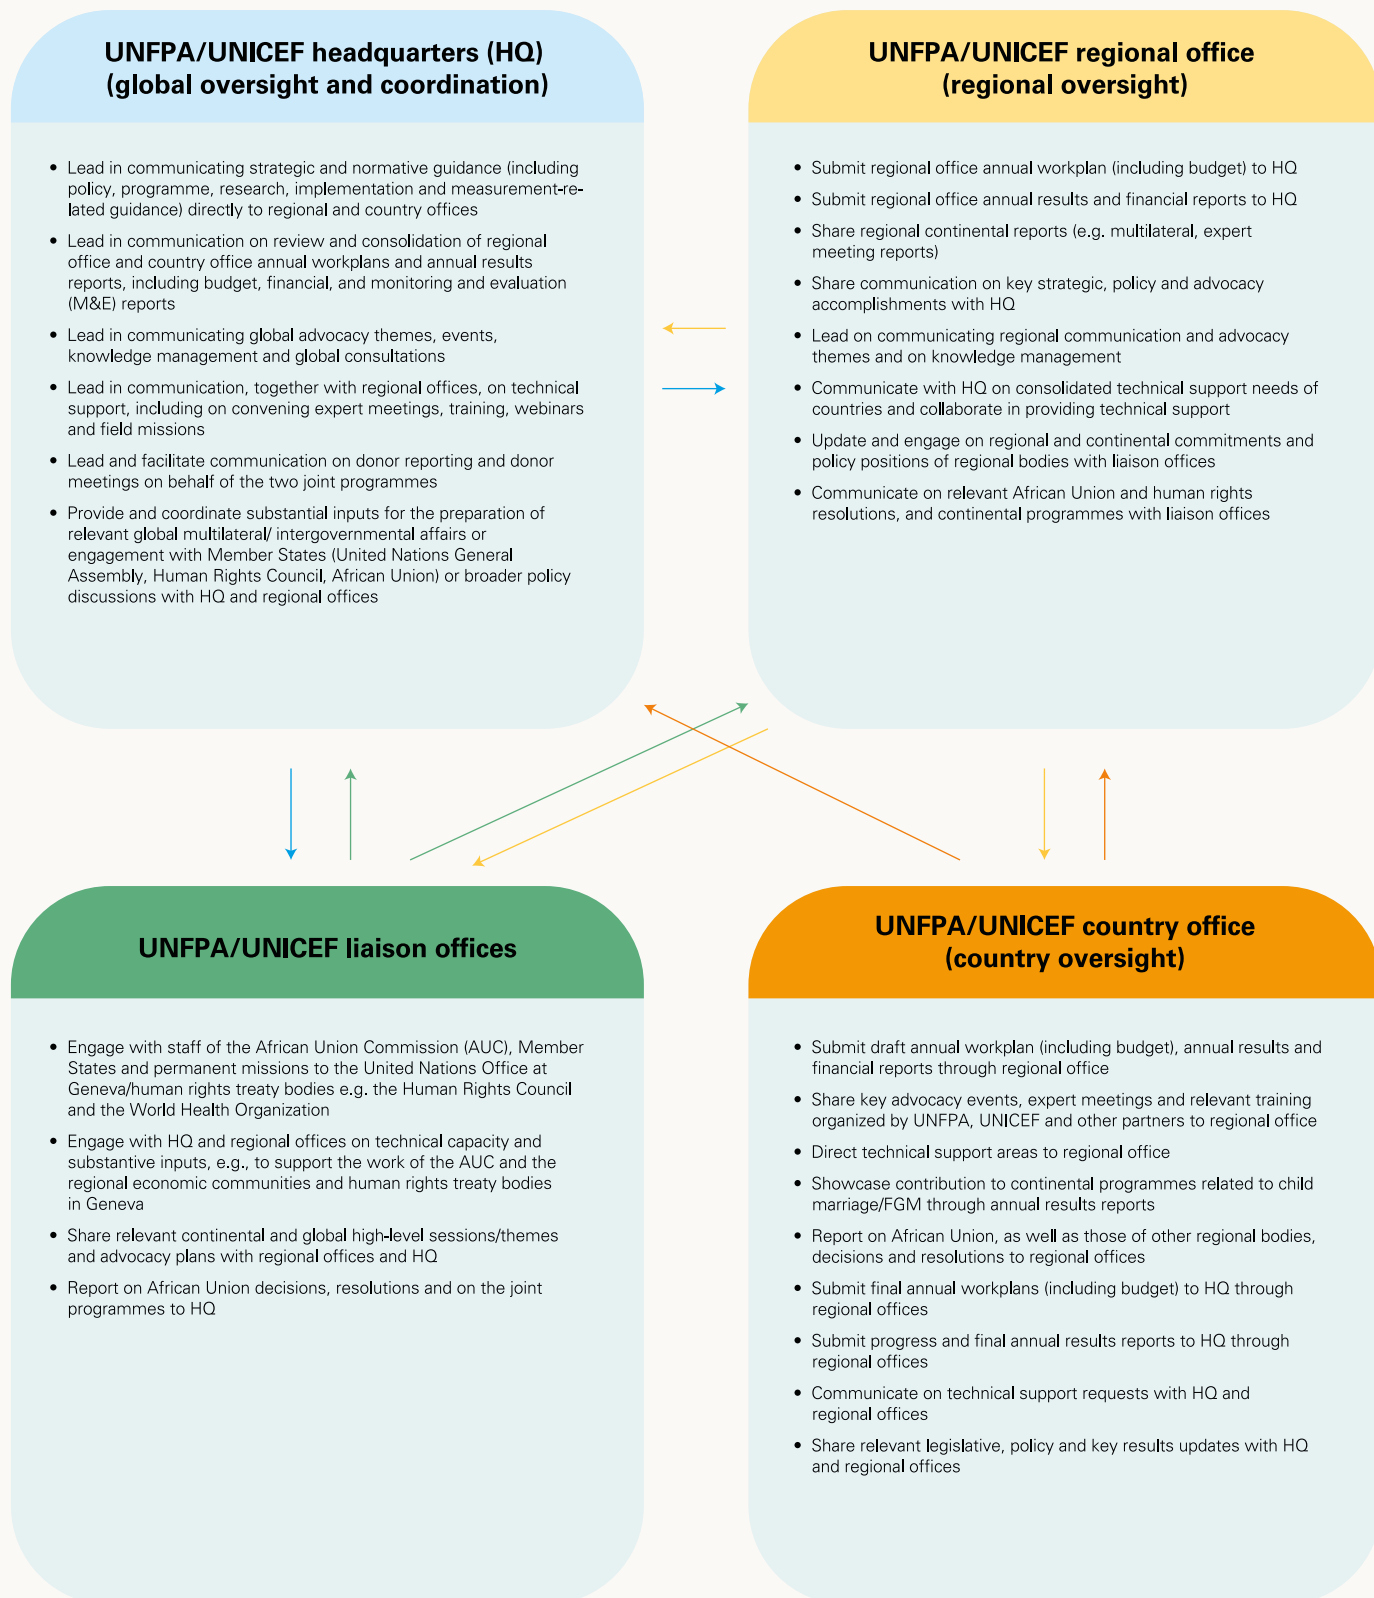 UNFPA/UNICEF headquarters (HQ)
(global oversight and coordination)
• Lead in communicating strategic and normative guidance (including
policy, programme, research, implementation and measurement-re-
lated guidance) directly to regional and country offices
• Lead in communication on review and consolidation of regional
office and country office annual workplans and annual results
reports, including budget, financial, and monitoring and evaluation
(M&E) reports
• Lead in communicating global advocacy themes, events,
knowledge management and global consultations
• Lead in communication, together with regional offices, on technical
support, including on convening expert meetings, training, webinars
and field missions
• Lead and facilitate communication on donor reporting and donor
meetings on behalf of the two joint programmes
• Provide and coordinate substantial inputs for the preparation of
relevant global multilateral/ intergovernmental affairs or
engagement with Member States (United Nations General
Assembly, Human Rights Council, African Union) or broader policy
discussions with HQ and regional offices
UNFPA/UNICEF regional office
(regional oversight)
• Submit regional office annual workplan (including budget) to HQ
• Submit regional office annual results and financial reports to HQ
• Share regional continental reports (e.g. multilateral, expert
meeting reports)
• Share communication on key strategic, policy and advocacy
accomplishments with HQ
• Lead on communicating regional communication and advocacy
themes and on knowledge management
• Communicate with HQ on consolidated technical support needs of
countries and collaborate in providing technical support
• Update and engage on regional and continental commitments and
policy positions of regional bodies with liaison offices
• Communicate on relevant African Union and human rights
resolutions, and continental programmes with liaison offices
UNFPA/UNICEF liaison offices
• Engage with staff of the African Union Commission (AUC), Member
States and permanent missions to the United Nations Office at
Geneva/human rights treaty bodies e.g. the Human Rights Council
and the World Health Organization
• Engage with HQ and regional offices on technical capacity and
substantive inputs, e.g., to support the work of the AUC and the
regional economic communities and human rights treaty bodies
in Geneva
• Share relevant continental and global high-level sessions/themes
and advocacy plans with regional offices and HQ
• Report on African Union decisions, resolutions and on the joint
programmes to HQ
UNFPA/UNICEF country office
(country oversight)
• Submit draft annual workplan (including budget), annual results and
financial reports through regional office
• Share key advocacy events, expert meetings and relevant training
organized by UNFPA, UNICEF and other partners to regional office
• Direct technical support areas to regional office
• Showcase contribution to continental programmes related to child
marriage/FGM through annual results reports
• Report on African Union, as well as those of other regional bodies,
decisions and resolutions to regional offices
• Submit final annual workplans (including budget) to HQ through
regional offices
• Submit progress and final annual results reports to HQ through
regional offices
• Communicate on technical support requests with HQ and
regional offices
• Share relevant legislative, policy and key results updates with HQ
and regional offices